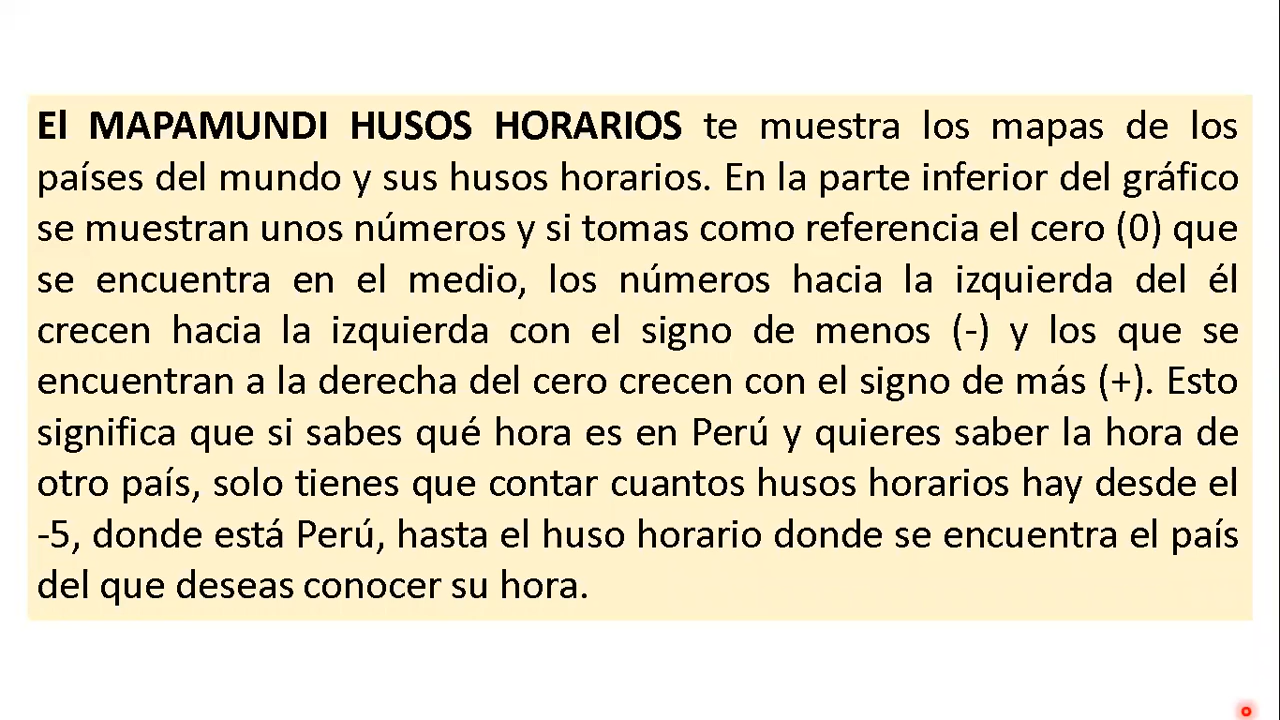 El MAPAMUNDI HUSOS HORARIOS te muestra los mapas de los
países del mundo y sus husos horarios. En la parte inferior del gráfico
se muestran unos números y si tomas como referencia el cero (0) que
se encuentra en el medio, los números hacia la izquierda del él
crecen hacia la izquierda con el signo de menos (-) y los que se
encuentran a la derecha del cero crecen con el signo de más (+). Esto
significa que si sabes qué hora es en Perú y quieres saber la hora de
otro país, solo tienes que contar cuantos husos horarios hay desde el
-5, donde está Perú, hasta el huso horario donde se encuentra el país
del que deseas conocer su hora.